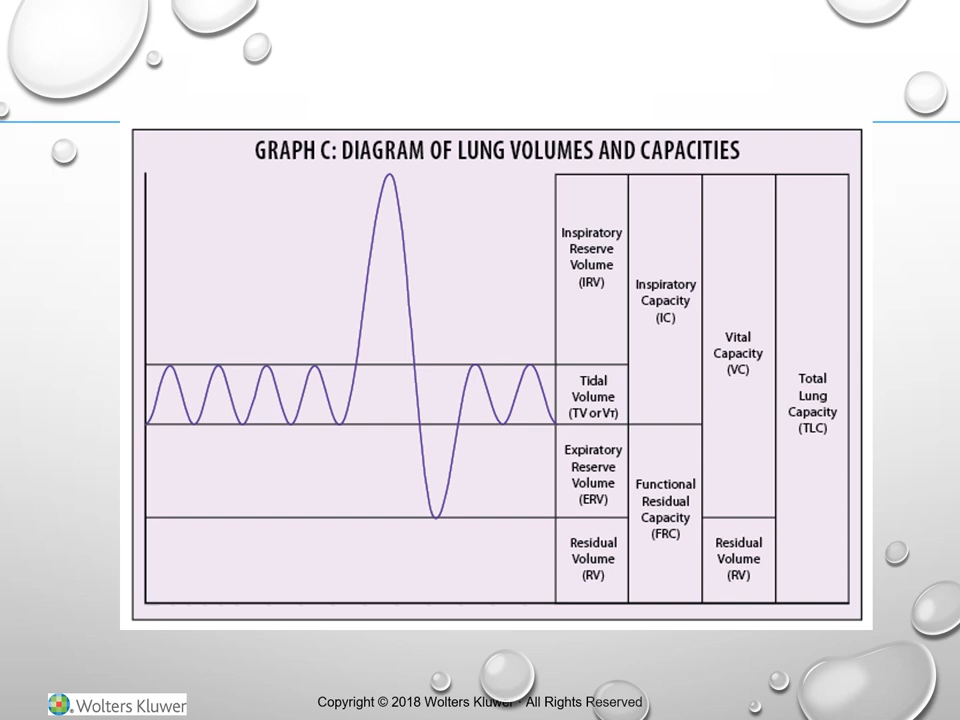 GRAPH C: DIAGRAM OF LUNG VOLUMES AND CAPACITIES
Inspiratory
Reserve
Volume
(IRV)
Tidal
Volume
(TV or VT)
Expiratory
Reserve
Volume
(ERV)
Residual
Volume
(RV)
Inspiratory
Capacity
(IC)
Functional
Residual
Capacity
(FRC)
Vital
Capacity
(VC)
Residual
Volume
(RV)
Total
Lung
Capacity
(TLC)
Wolters Kluwer
Copyright © 2018 Wolters Kluwer · All Rights Reserved